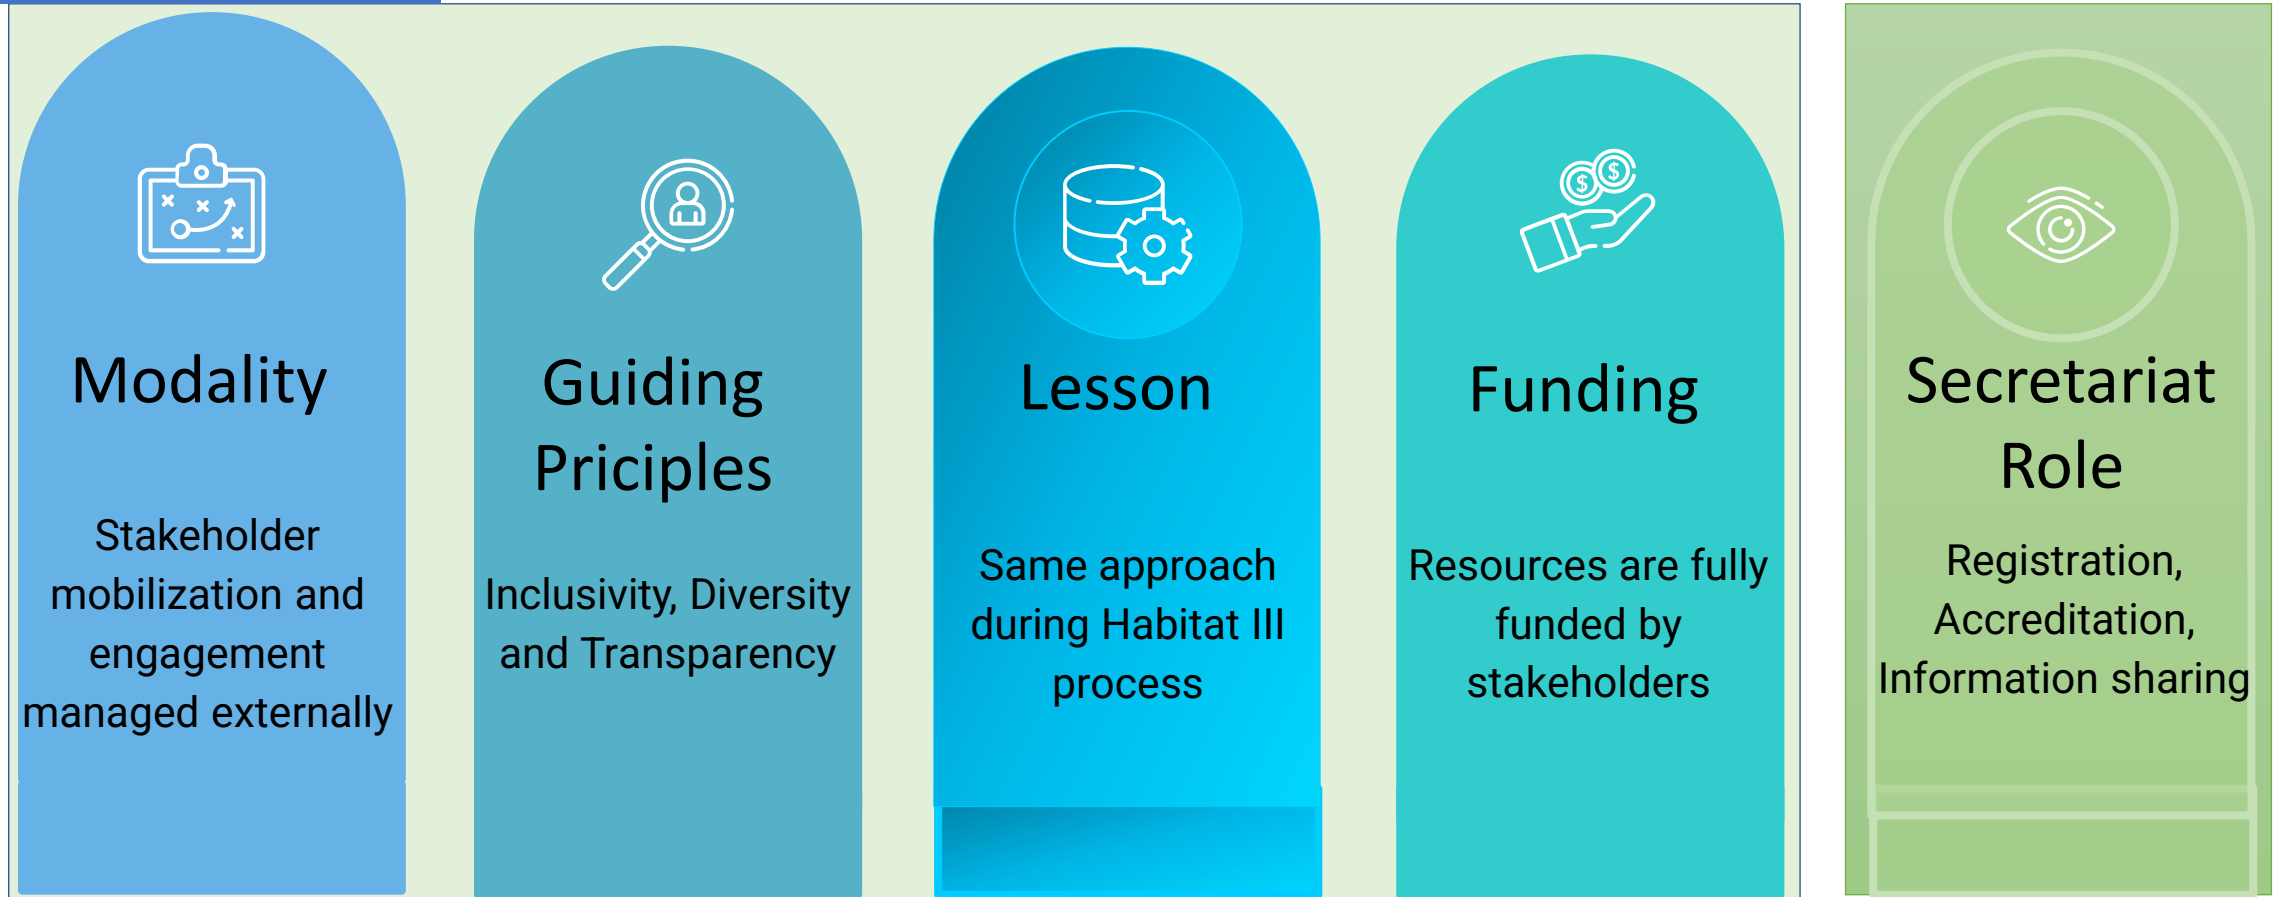 Modality
Stakeholder
mobilization and
engagement
managed externally
Guiding
Priciples
Inclusivity, Diversity
and Transparency
Lesson
Same approach
during Habitat III
process
$ $
Funding
Resources are fully
funded by
stakeholders
Secretariat
Role
Registration,
Accreditation,
Information sharing